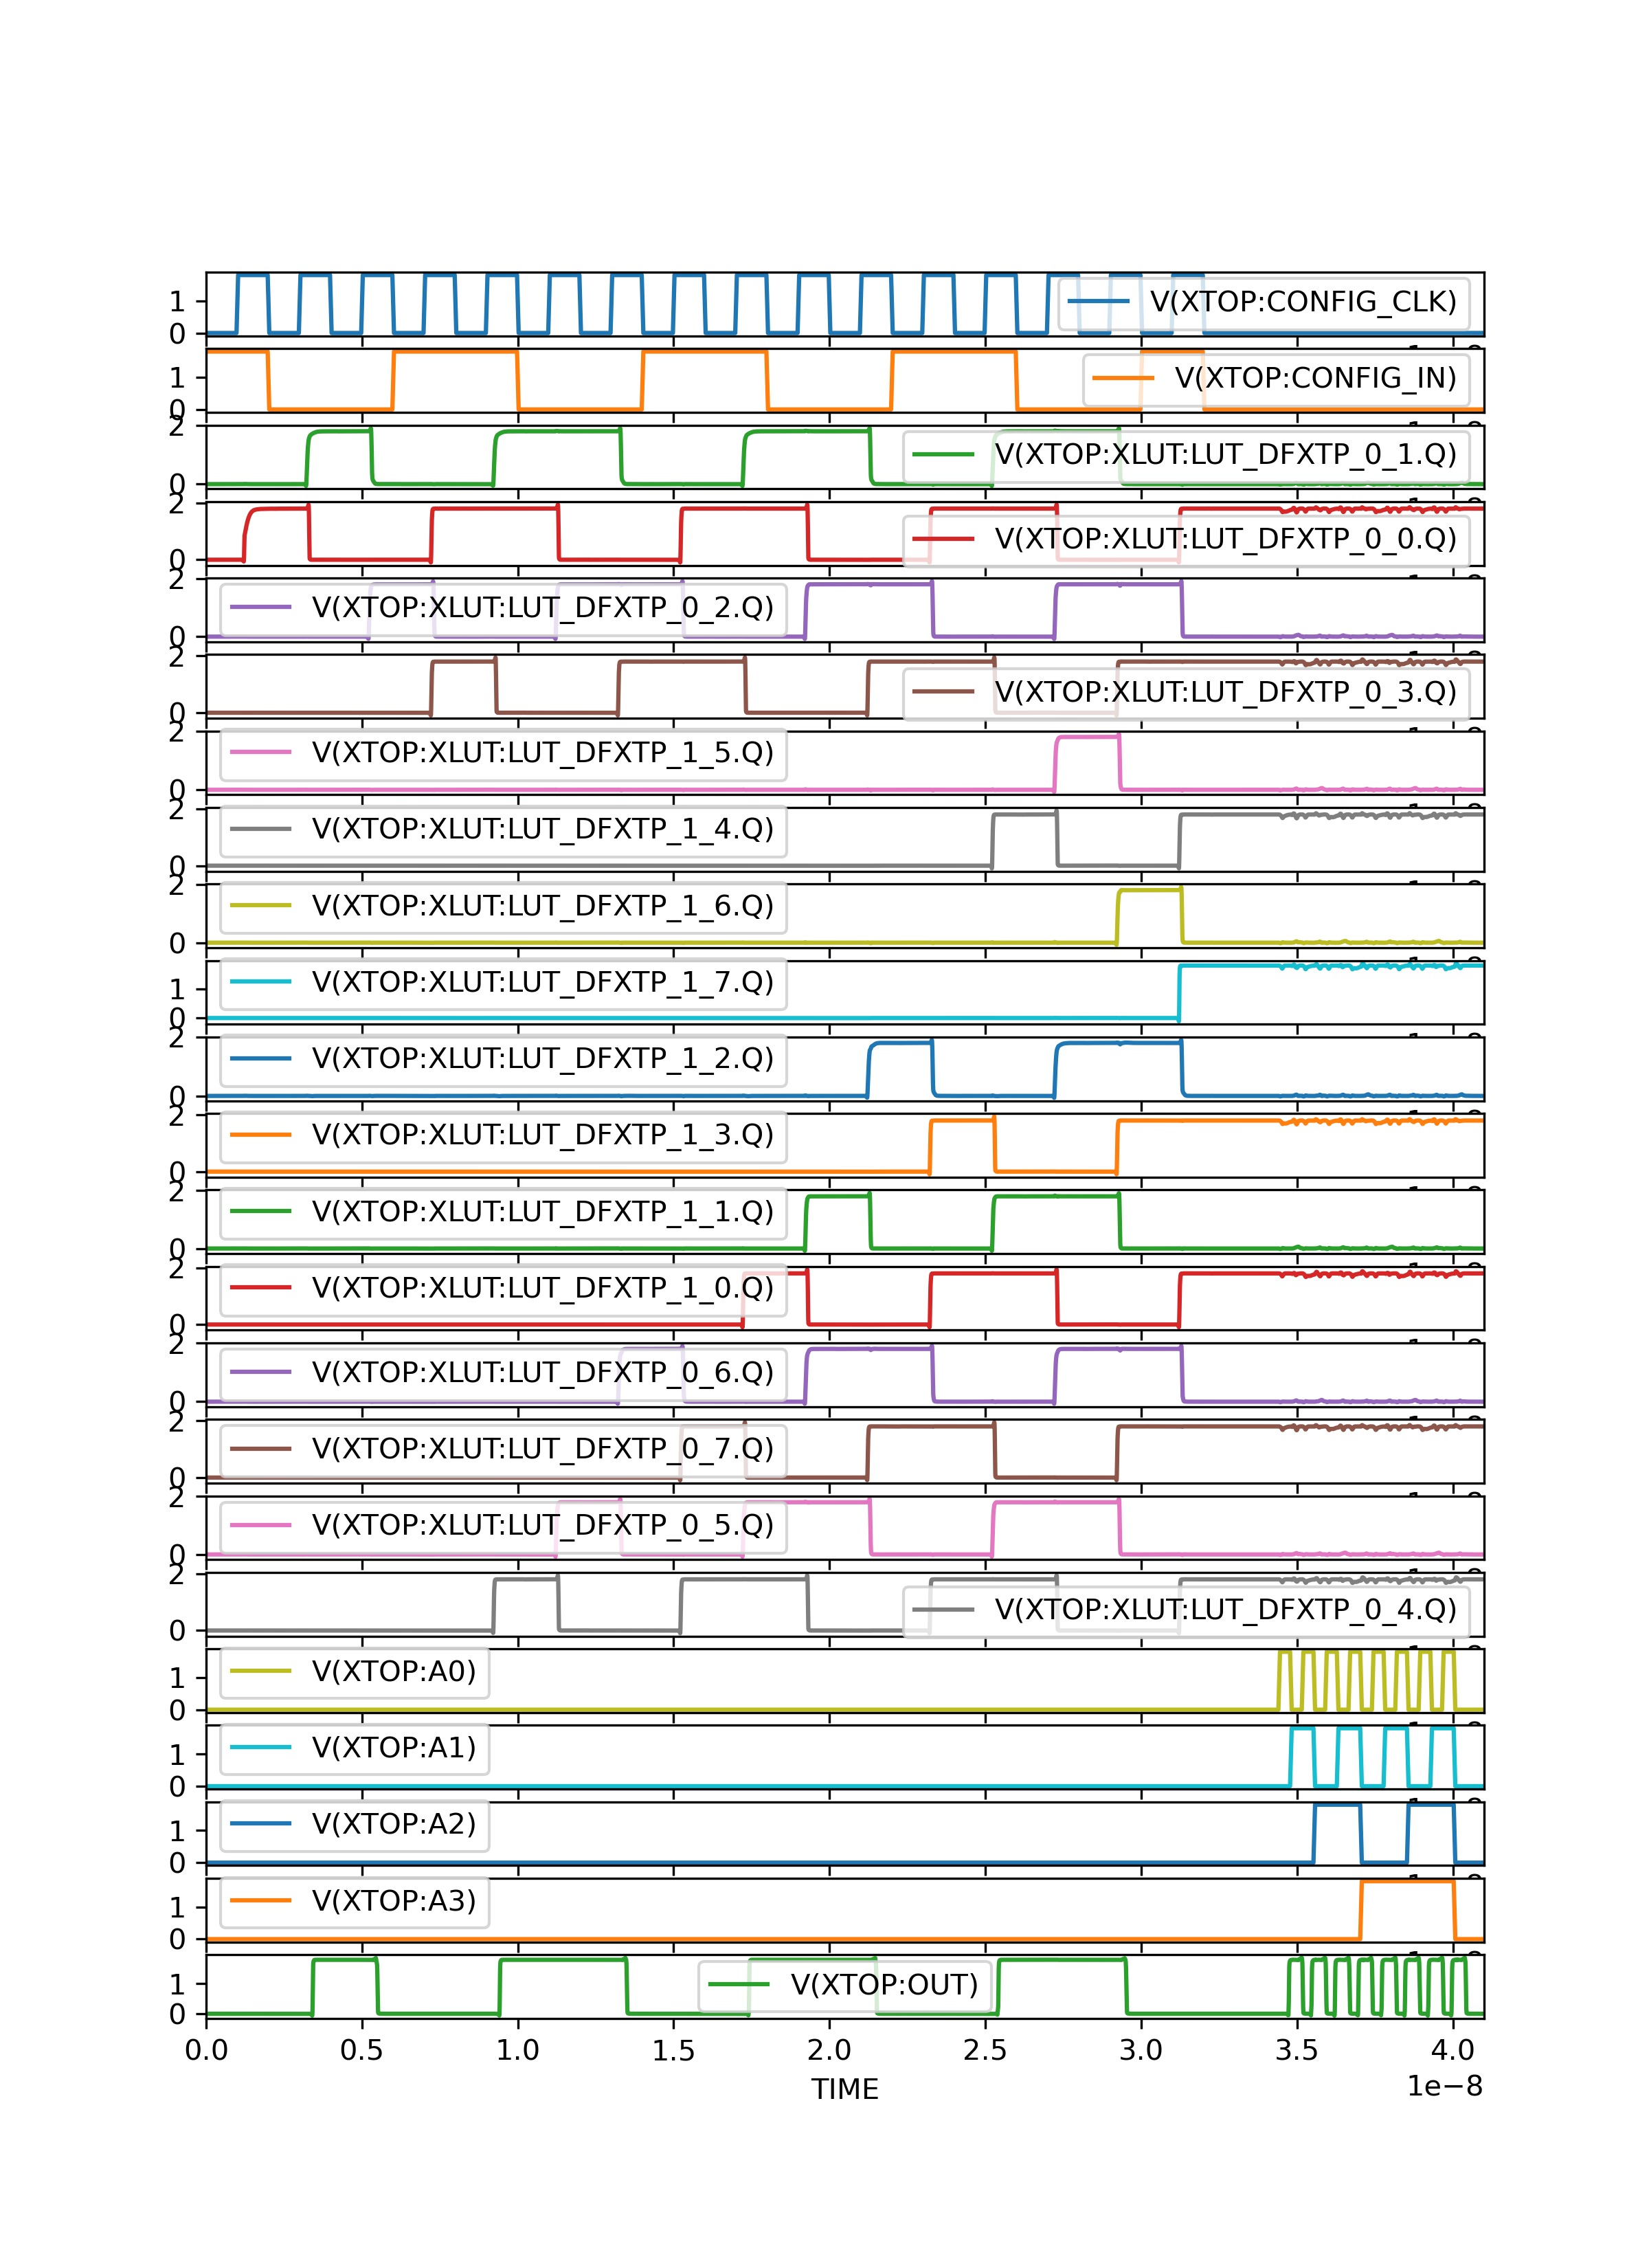 1
0
V(XTOP:CONFIG_CLK)
1
0
V(XTOP:CONFIG_IN)
2
0
V(XTOP:XLUT:LUT_DFXTP_0_1.Q)
2
0
V(XTOP:XLUT:LUT_DFXTP_0_0.Q)
2
0
V(XTOP:XLUT:LUT_DFXTP_0_2.Q)
2
0
V(XTOP:XLUT:LUT_DFXTP_0_3.Q)
2
0
V(XTOP:XLUT:LUT_DFXTP_1_5.Q)
2
0
V(XTOP:XLUT:LUT_DFXTP_1_4.Q)
2
0
V(XTOP:XLUT:LUT_DFXTP_1_6.Q)
1
0
V(XTOP:XLUT:LUT_DFXTP_1_7.Q)
2
0
V(XTOP:XLUT:LUT_DFXTP_1_2.Q)
2
0
V(XTOP:XLUT:LUT_DFXTP_1_3.Q)
2
0
V(XTOP:XLUT:LUT_DFXTP_1_1.Q)
2
0
V(XTOP:XLUT:LUT_DFXTP_1_0.Q)
2
0
V(XTOP:XLUT:LUT_DFXTP_0_6.Q)
2
0
V(XTOP:XLUT:LUT_DFXTP_0_7.Q)
2
0
V(XTOP:XLUT:LUT_DFXTP_0_5.Q)
2
0
V(XTOP:XLUT:LUT_DFXTP_0_4.Q)
1
0
V(XTOP:A0)
1
0
V(XTOP:A1)
1
0
V(XTOP:A2)
1
0
V(XTOP:A3)
1
0
V(XTOP:OUT)
0.0 0.5 1.0 1.5 2.0 2.5 3.0 3.5 4.0
TIME
1e−8